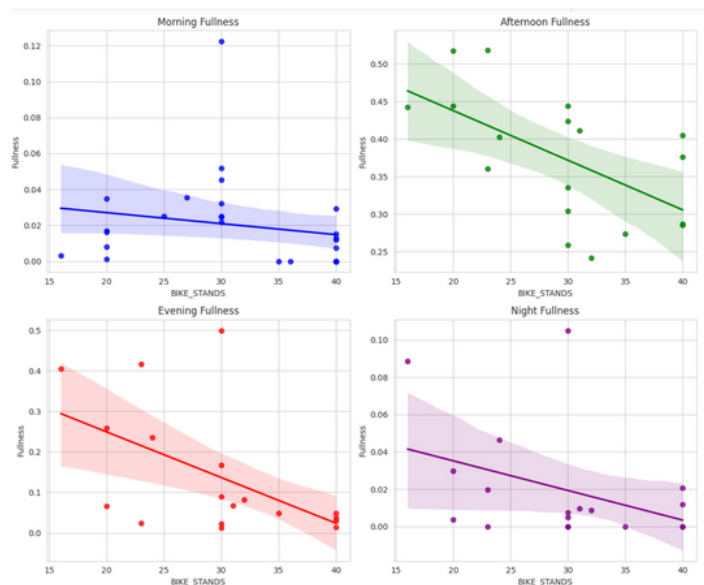 Morning Fullness
Fullness
0.12
0.10
0.08
0.06
0.04
0.02
0.00
15 20 25 30 35 40
BIKE_STANDS
Afternoon Fullness
Fullness
0.50
0.45
0.40
0.35
0.30
0.25
15 20 25 30 35 40
BIKE_STANDS
Evening Fullness
Fullness
0.5
0.4
0.3
0.2
0.1
0.0
15 20 25 30 35 40
BIKE_STANDS
Night Fullness
Fullness
0.10
0.08
0.06
0.04
0.02
0.00
15 20 25 30 35 40
BIKE_STANDS